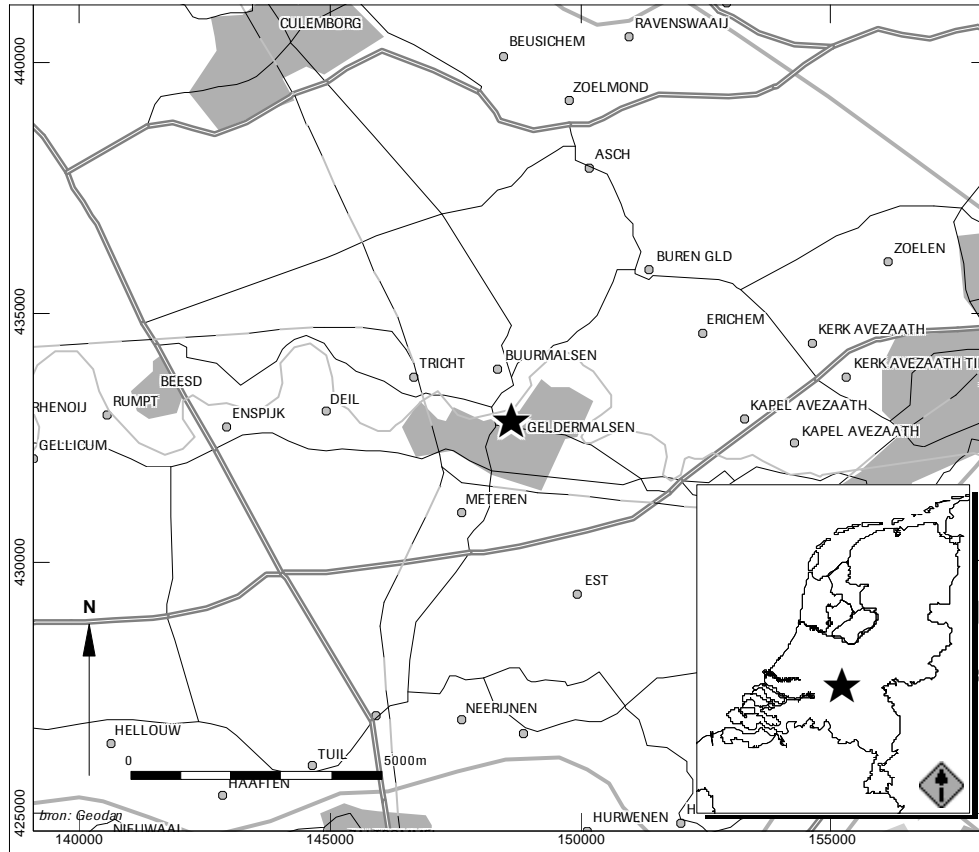 CULEMBORG
RAVENSWAAIJ
BEUSICHEM
440000
ZOELMOND
ASCH
BUREN GLD
ZOELEN
435000
ERICHEM
KERK AVEZAATH
BUURMALSEN
TRICHT
KERK AVEZAATH TI
BEESD
RHENOIJ
RUMPT
DEIL
ENSPIJK
KAPEL AVEZAATH
GELDERMALSEN
KAPEL AVEZAATH
GELLICUM
METEREN
430000
EST
N
NEERIJNEN
HELLOUW
TUIL
0
5000m
HAAFTEN
425000
bron: Geodan
NIEUWAAL
HURWENEN
H
140000
145000
150000
155000